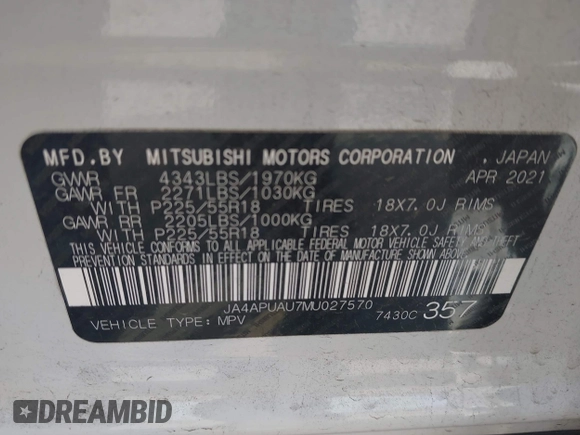 MFD.BY MITSUBISHI MOTORS CORPORATION . JAPAN
GVWR 4343LBS/1970KG APR 2021
GAWR FR 2271LBS/1030KG
WITH P225/55R18 TIRES 18X7.0J RIMS
GAWR RR 2205LBS/1000KG
WITH P225/55R18 TIRES 18X7.0J RIMS
THIS VEHICLE CONFORMS TO ALL APPLICABLE FEDERAL MOTOR VEHICLE SAFETY AND THEFT
PREVENTION STANDARDS IN EFFECT ON THE DATE OF MANUFACTURE SHOWN ABOVE.
JA4APUAU7MU027570
VEHICLE TYPE: MPV 7430C 357
DREAMBID